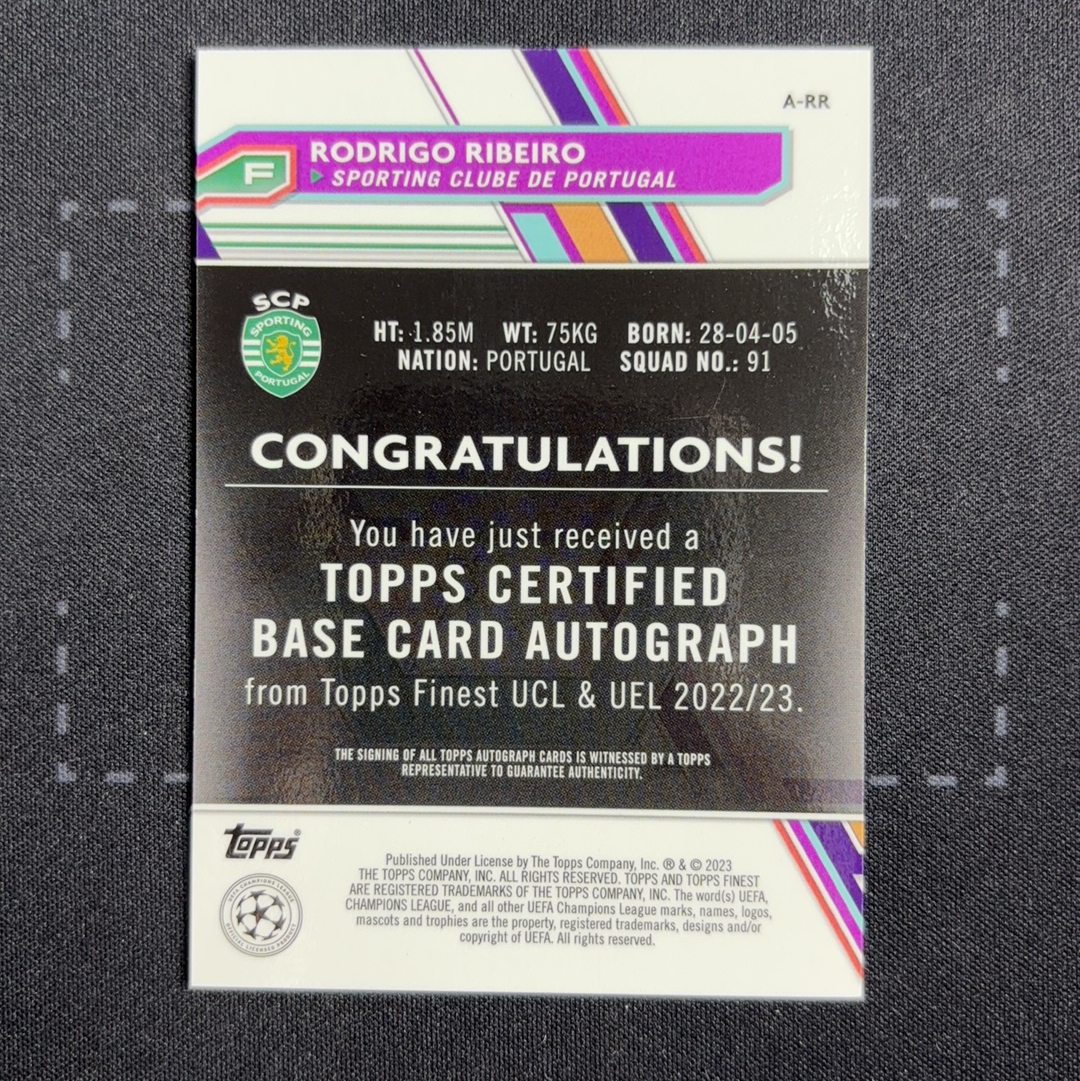 A-RR
RODRIGO RIBEIRO
F
SPORTING CLUBE DE PORTUGAL
SCP
SPORTING
PORTUGAL
HT: 1.85M WT: 75KG BORN: 28-04-05
NATION: PORTUGAL SQUAD NO.: 91
CONGRATULATIONS!
You have just received a
TOPPS CERTIFIED
BASE CARD AUTOGRAPH
from Topps Finest UCL & UEL 2022/23.
THE SIGNING OF ALL TOPPS AUTOGRAPH CARDS IS WITNESSED BY A TOPPS
REPRESENTATIVE TO GUARANTEE AUTHENTICITY.
topps®
UEFA CHAMPIONS LEAGUE
OFFICIAL LICENSED PRODUCT
Published Under License by The Topps Company, Inc. ® & © 2023
THE TOPPS COMPANY, INC. ALL RIGHTS RESERVED. TOPPS AND TOPPS FINEST
ARE REGISTERED TRADEMARKS OF THE TOPPS COMPANY, INC. The word(s) UEFA,
CHAMPIONS LEAGUE, and all other UEFA Champions League marks, names, logos,
mascots and trophies are the property, registered trademarks, designs and/or
copyright of UEFA. All rights reserved.